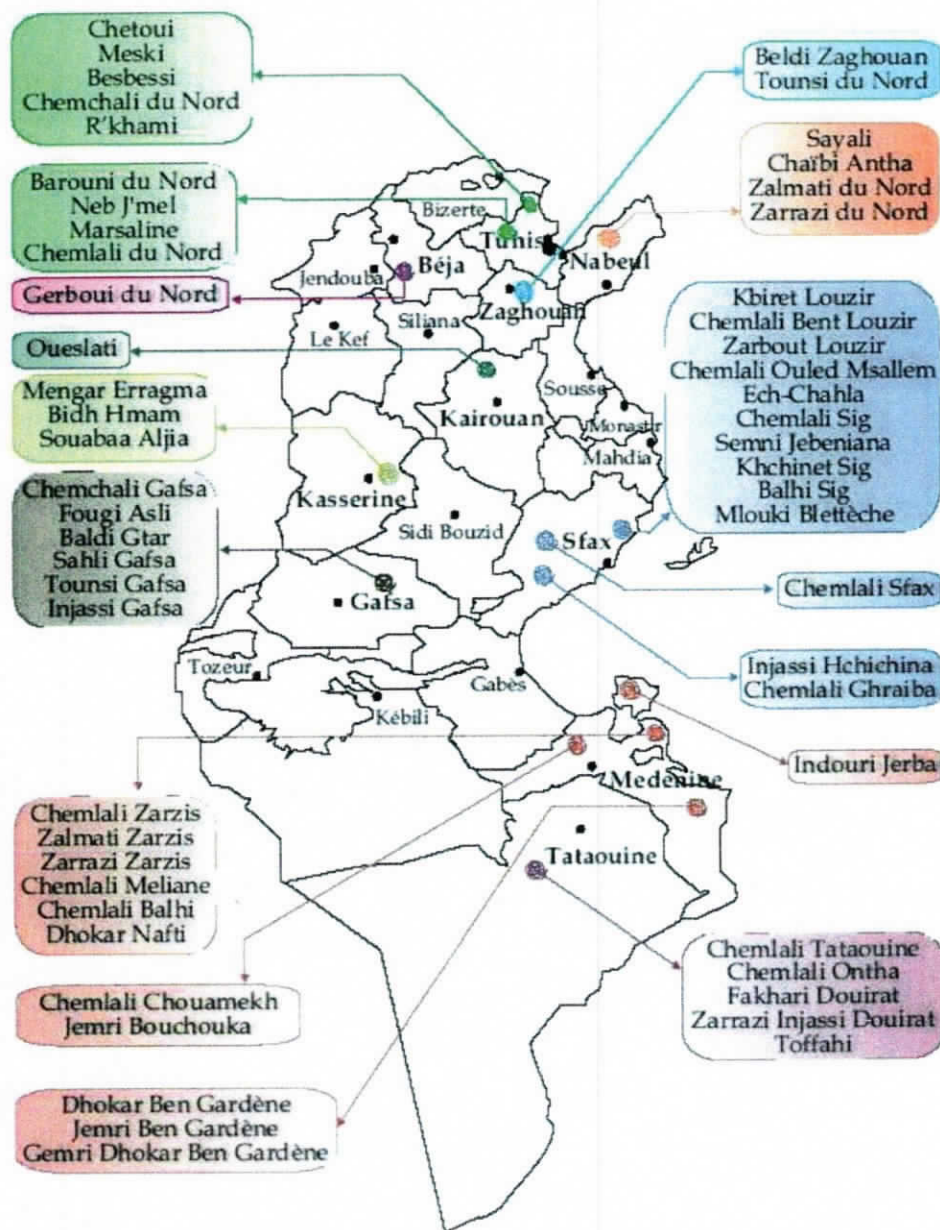 Chetoui
Meski
Besbessi
Chemchali du Nord
R'khami
Beldi Zaghouan
Tounsi du Nord
Sayali
Chaïbi Antha
Zalmati du Nord
Zarrazi du Nord
Barouni du Nord
Neb J'mel
Marsaline
Chemlali du Nord
Gerboui du Nord
Oueslati
Mengar Erragma
Bidh Hmam
Souabaa Aljia
Chemchali Gafsa
Fougi Asli
Baldi Gtar
Sahli Gafsa
Tounsi Gafsa
Injassi Gafsa
Bizerte
Tunis
Nabeul
Béja
Jendouba
Zaghouan
Siliana
Le Kef
Sousse
Kairouan
Monastir
Mahdia
Kasserine
Sidi Bouzid
Sfax
Gafsa
Tozeur
Gabès
Kébili
Medenine
Tataouine
Kbiret Louzir
Chemlali Bent Louzir
Zarbout Louzir
Chemlali Ouled Msallem
Ech-Chahla
Chemlali Sig
Semni Jebeniana
Khchinet Sig
Balhi Sig
Mlouki Blettèche
Chemlali Sfax
Injassi Hchichina
Chemlali Ghraiba
Indouri Jerba
Chemlali Zarzis
Zalmati Zarzis
Zarrazi Zarzis
Chemlali Meliane
Chemlali Balhi
Dhokar Nafti
Chemlali Chouamekh
Jemri Bouchouka
Chemlali Tataouine
Chemlali Ontha
Fakhari Douirat
Zarrazi Injassi Douirat
Toffahi
Dhokar Ben Gardène
Jemri Ben Gardène
Gemri Dhokar Ben Gardène